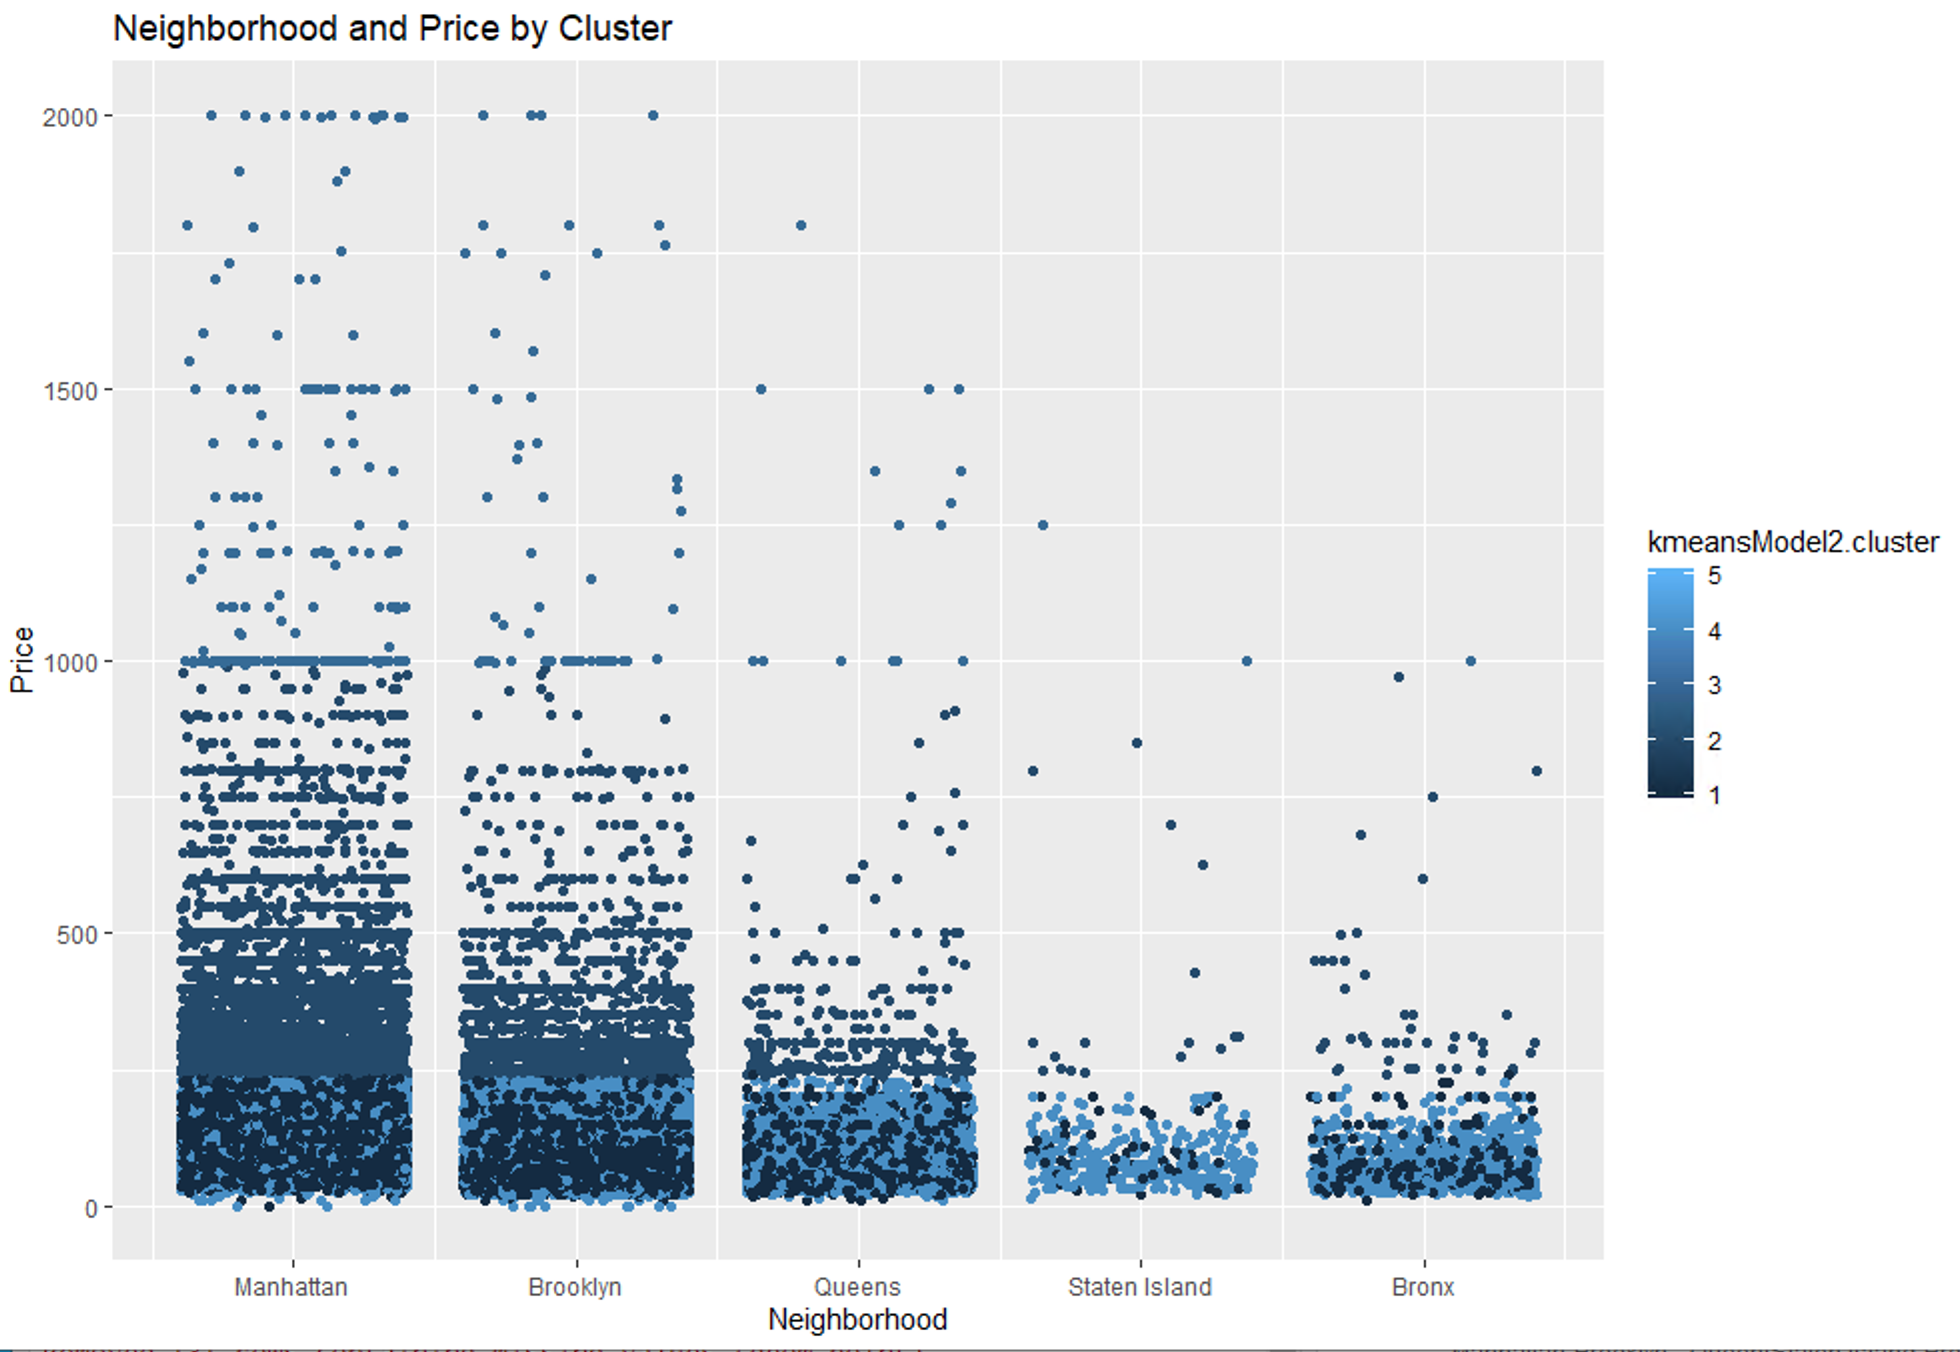 Neighborhood and Price by Cluster
2000
1500
1000
500
0
Price
Manhattan
Brooklyn
Queens
Staten Island
Bronx
Neighborhood
kmeansModel2.cluster
5
4
3
2
1